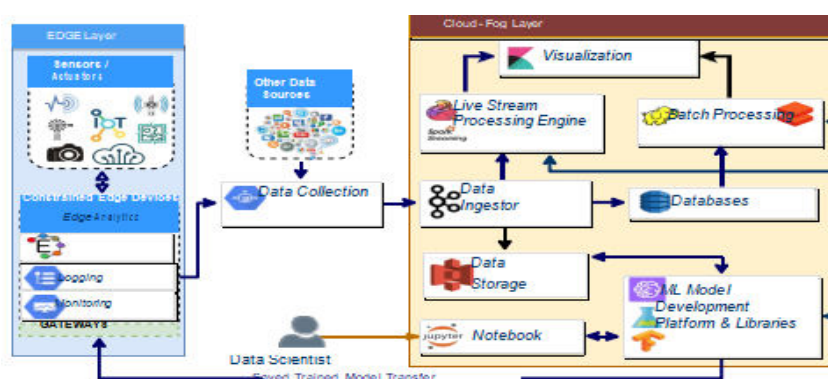 EDGE Layer
Sensors /
Actuators
IoT
Constrained Edge Devices
Edge Analytics
Logging
Monitoring
GATEWAYS
Other Data
Sources
Data Collection
Data Scientist
Trained Model Transfer
Cloud-Fog Layer
Visualization
Live Stream
Processing Engine
Spark
Streaming
Batch Processing
Data
Ingestor
Databases
Data
Storage
ML Model
Development
Platform & Libraries
jupyter
Notebook